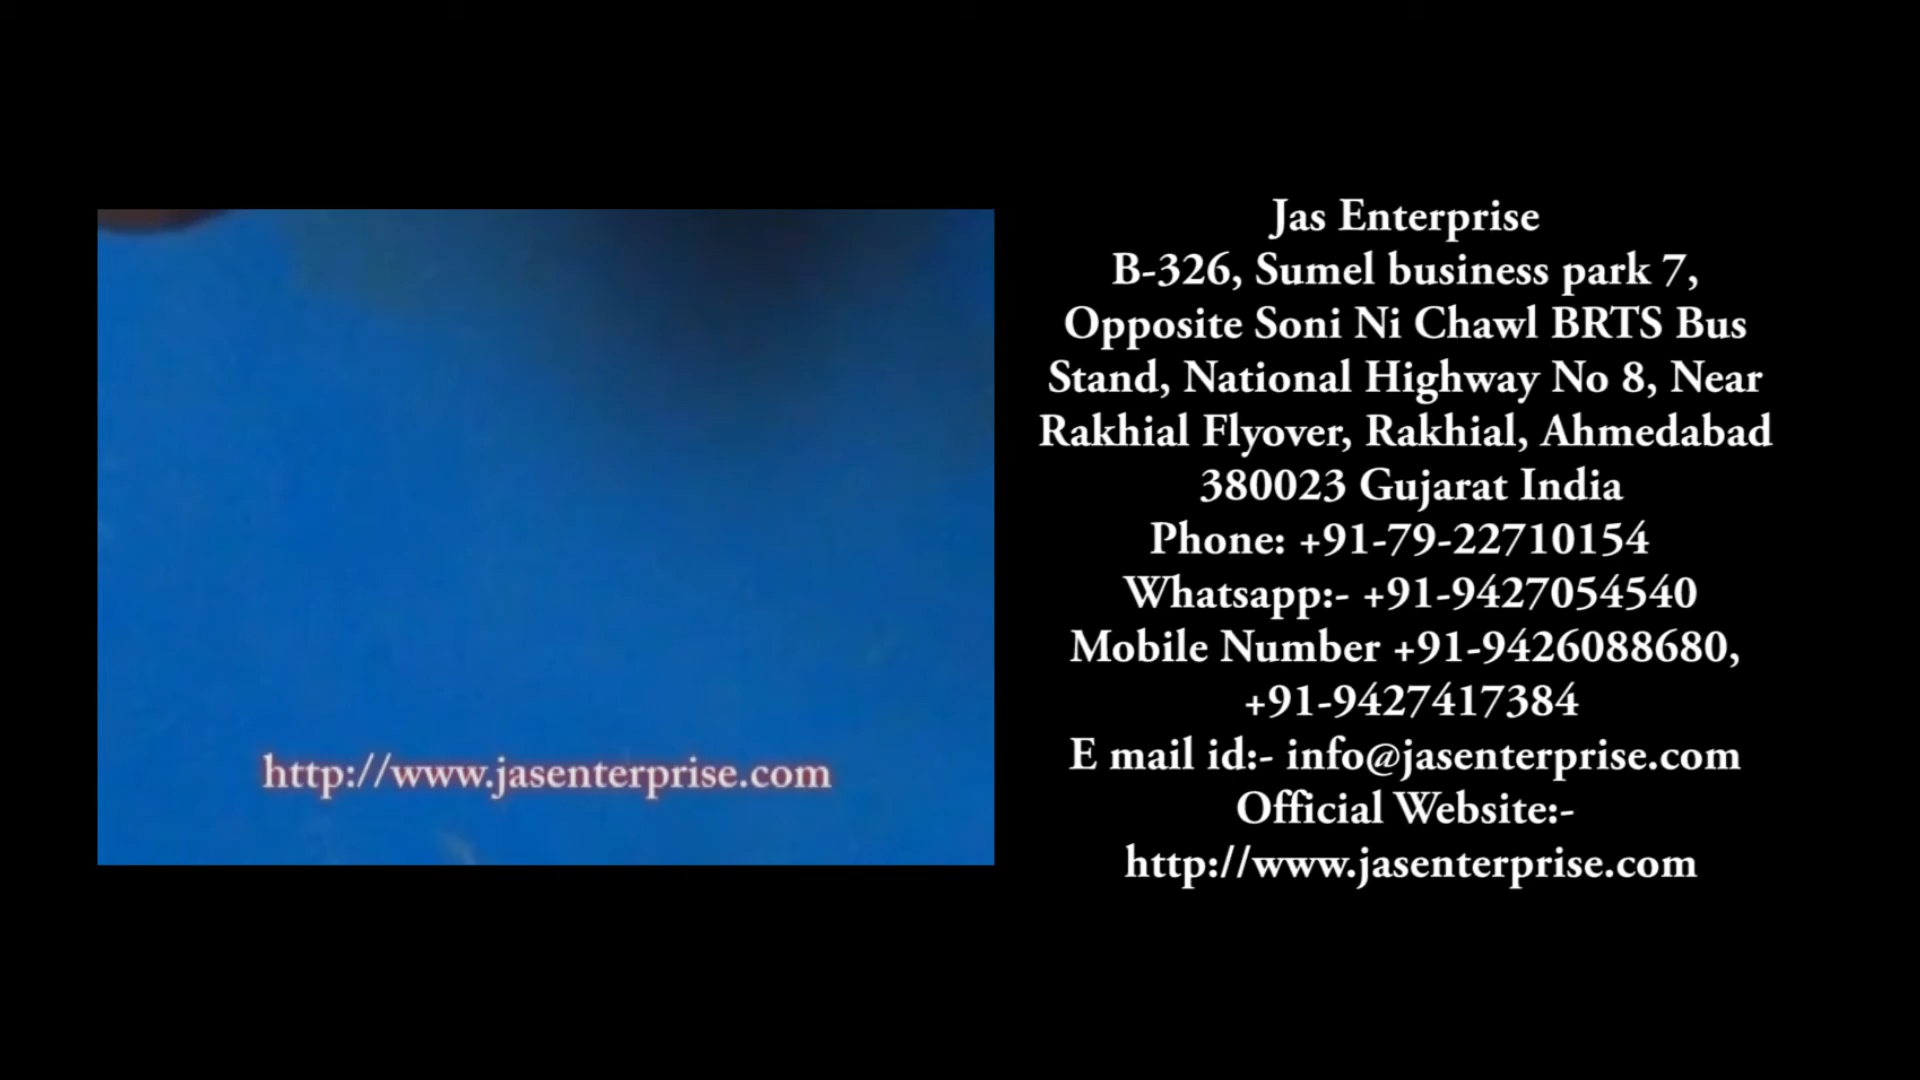 Jas Enterprise
B-326, Sumel business park 7,
Opposite Soni Ni Chawl BRTS Bus
Stand, National Highway No 8, Near
Rakhial Flyover, Rakhial, Ahmedabad
380023 Gujarat India
Phone: +91-79-22710154
Whatsapp:- +91-9427054540
Mobile Number +91-9426088680,
+91-9427417384
E mail id:- info@jasenterprise.com
Official Website:-
http://www.jasenterprise.com
http://www.jasenterprise.com